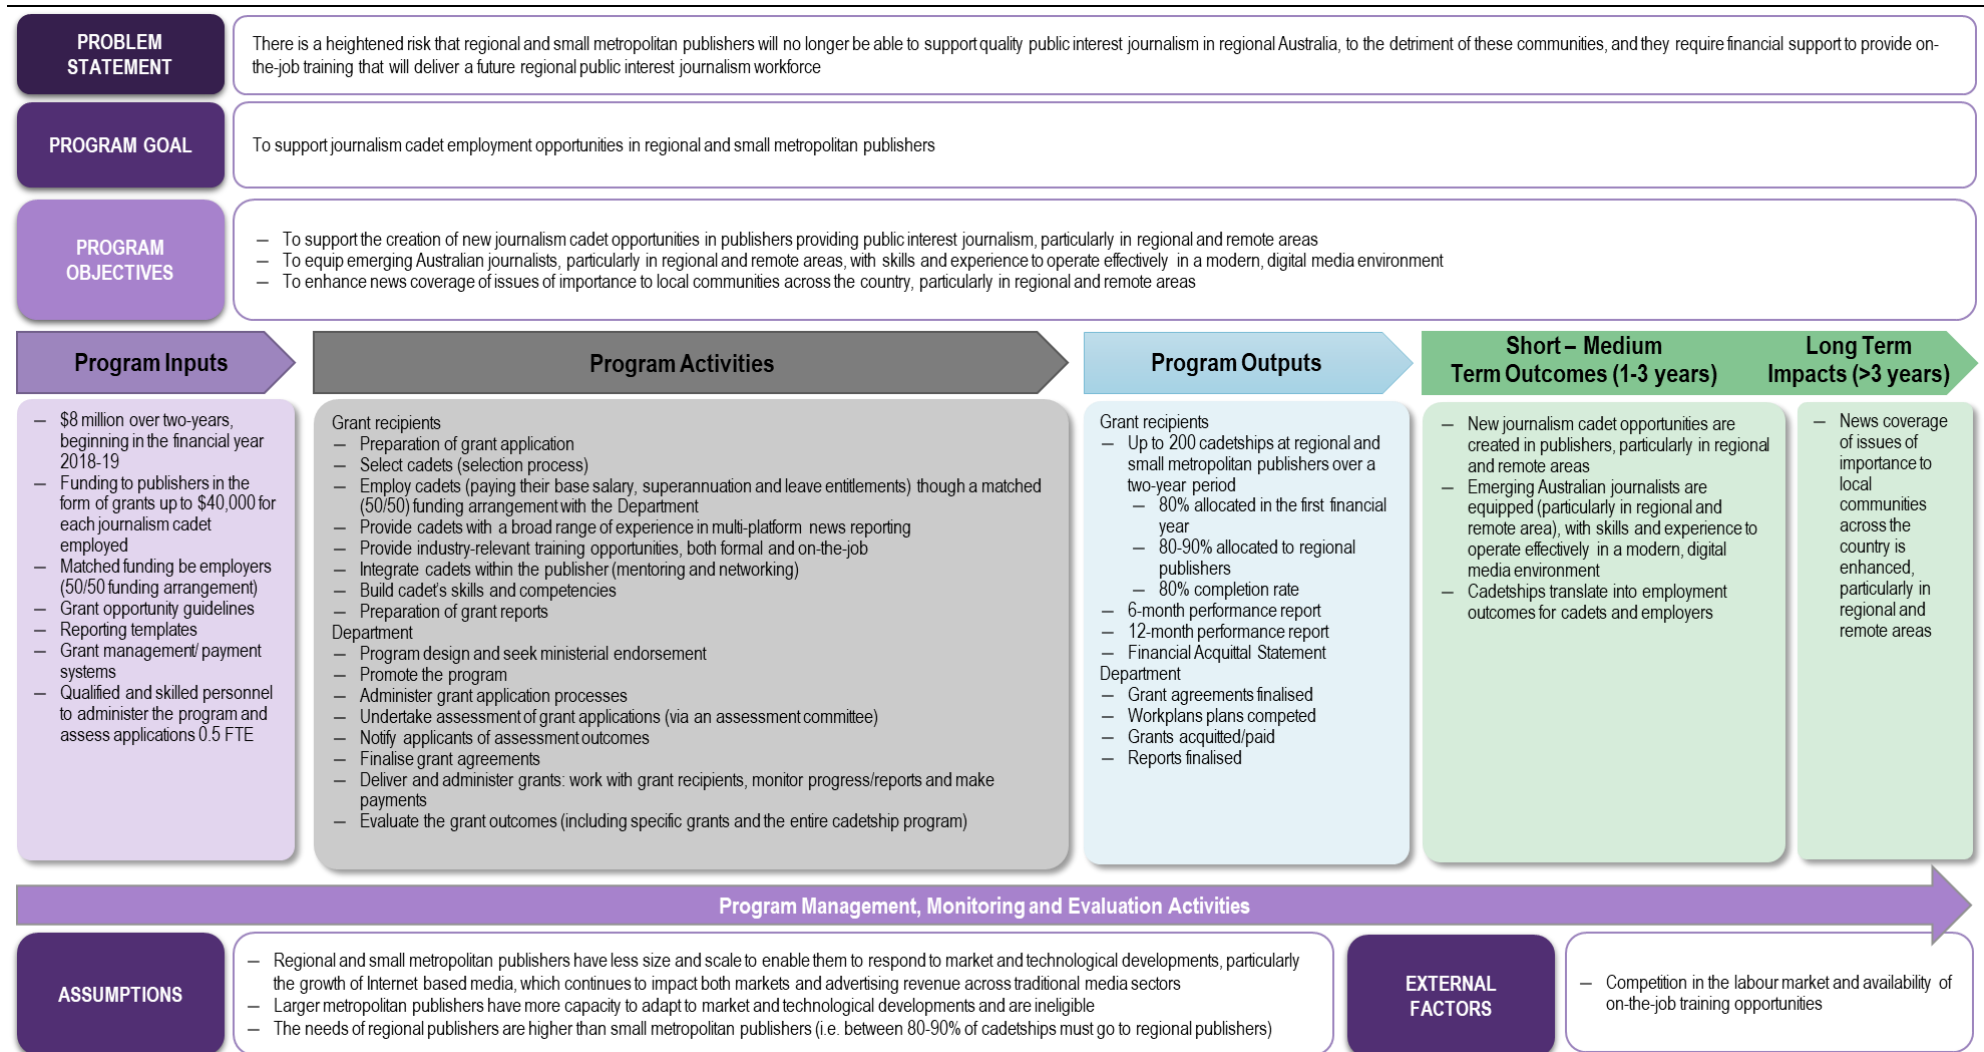 PROBLEM
STATEMENT
There is a heightened risk that regional and small metropolitan publishers will no longer be able to support quality public interest journalism in regional Australia, to the detriment of these communities, and they require financial support to provide on-
the-job training that will deliver a future regional public interest journalism workforce
PROGRAM GOAL
To support journalism cadet employment opportunities in regional and small metropolitan publishers
PROGRAM
OBJECTIVES
– To support the creation of new journalism cadet opportunities in publishers providing public interest journalism, particularly in regional and remote areas
– To equip emerging Australian journalists, particularly in regional and remote areas, with skills and experience to operate effectively in a modern, digital media environment
– To enhance news coverage of issues of importance to local communities across the country, particularly in regional and remote areas
Program Inputs
– $8 million over two-years,
beginning in the financial year
2018-19
– Funding to publishers in the
form of grants up to $40,000 for
each journalism cadet
employed
– Matched funding be employers
(50/50 funding arrangement)
– Grant opportunity guidelines
– Reporting templates
– Grant management/ payment
systems
– Qualified and skilled personnel
to administer the program and
assess applications 0.5 FTE
Program Activities
Grant recipients
– Preparation of grant application
– Select cadets (selection process)
– Employ cadets (paying their base salary, superannuation and leave entitlements) though a matched
(50/50) funding arrangement with the Department
– Provide cadets with a broad range of experience in multi-platform news reporting
– Provide industry-relevant training opportunities, both formal and on-the-job
– Integrate cadets within the publisher (mentoring and networking)
– Build cadet's skills and competencies
– Preparation of grant reports
Department
– Program design and seek ministerial endorsement
– Promote the program
– Administer grant application processes
– Undertake assessment of grant applications (via an assessment committee)
– Notify applicants of assessment outcomes
– Finalise grant agreements
– Deliver and administer grants: work with grant recipients, monitor progress/reports and make
payments
– Evaluate the grant outcomes (including specific grants and the entire cadetship program)
Program Outputs
Grant recipients
– Up to 200 cadetships at regional and
small metropolitan publishers over a
two-year period
– 80% allocated in the first financial
year
– 80-90% allocated to regional
publishers
– 80% completion rate
– 6-month performance report
– 12-month performance report
– Financial Acquittal Statement
Department
– Grant agreements finalised
– Workplans plans competed
– Grants acquitted/paid
– Reports finalised
Short – Medium
Term Outcomes (1-3 years)
– New journalism cadet opportunities are
created in publishers, particularly in regional
and remote areas
– Emerging Australian journalists are
equipped (particularly in regional and
remote area), with skills and experience to
operate effectively in a modern, digital
media environment
– Cadetships translate into employment
outcomes for cadets and employers
Long Term
Impacts (>3 years)
– News coverage
of issues of
importance to
local
communities
across the
country is
enhanced,
particularly in
regional and
remote areas
Program Management, Monitoring and Evaluation Activities
ASSUMPTIONS
– Regional and small metropolitan publishers have less size and scale to enable them to respond to market and technological developments, particularly
the growth of Internet based media, which continues to impact both markets and advertising revenue across traditional media sectors
– Larger metropolitan publishers have more capacity to adapt to market and technological developments and are ineligible
– The needs of regional publishers are higher than small metropolitan publishers (i.e. between 80-90% of cadetships must go to regional publishers)
EXTERNAL
FACTORS
– Competition in the labour market and availability of
on-the-job training opportunities